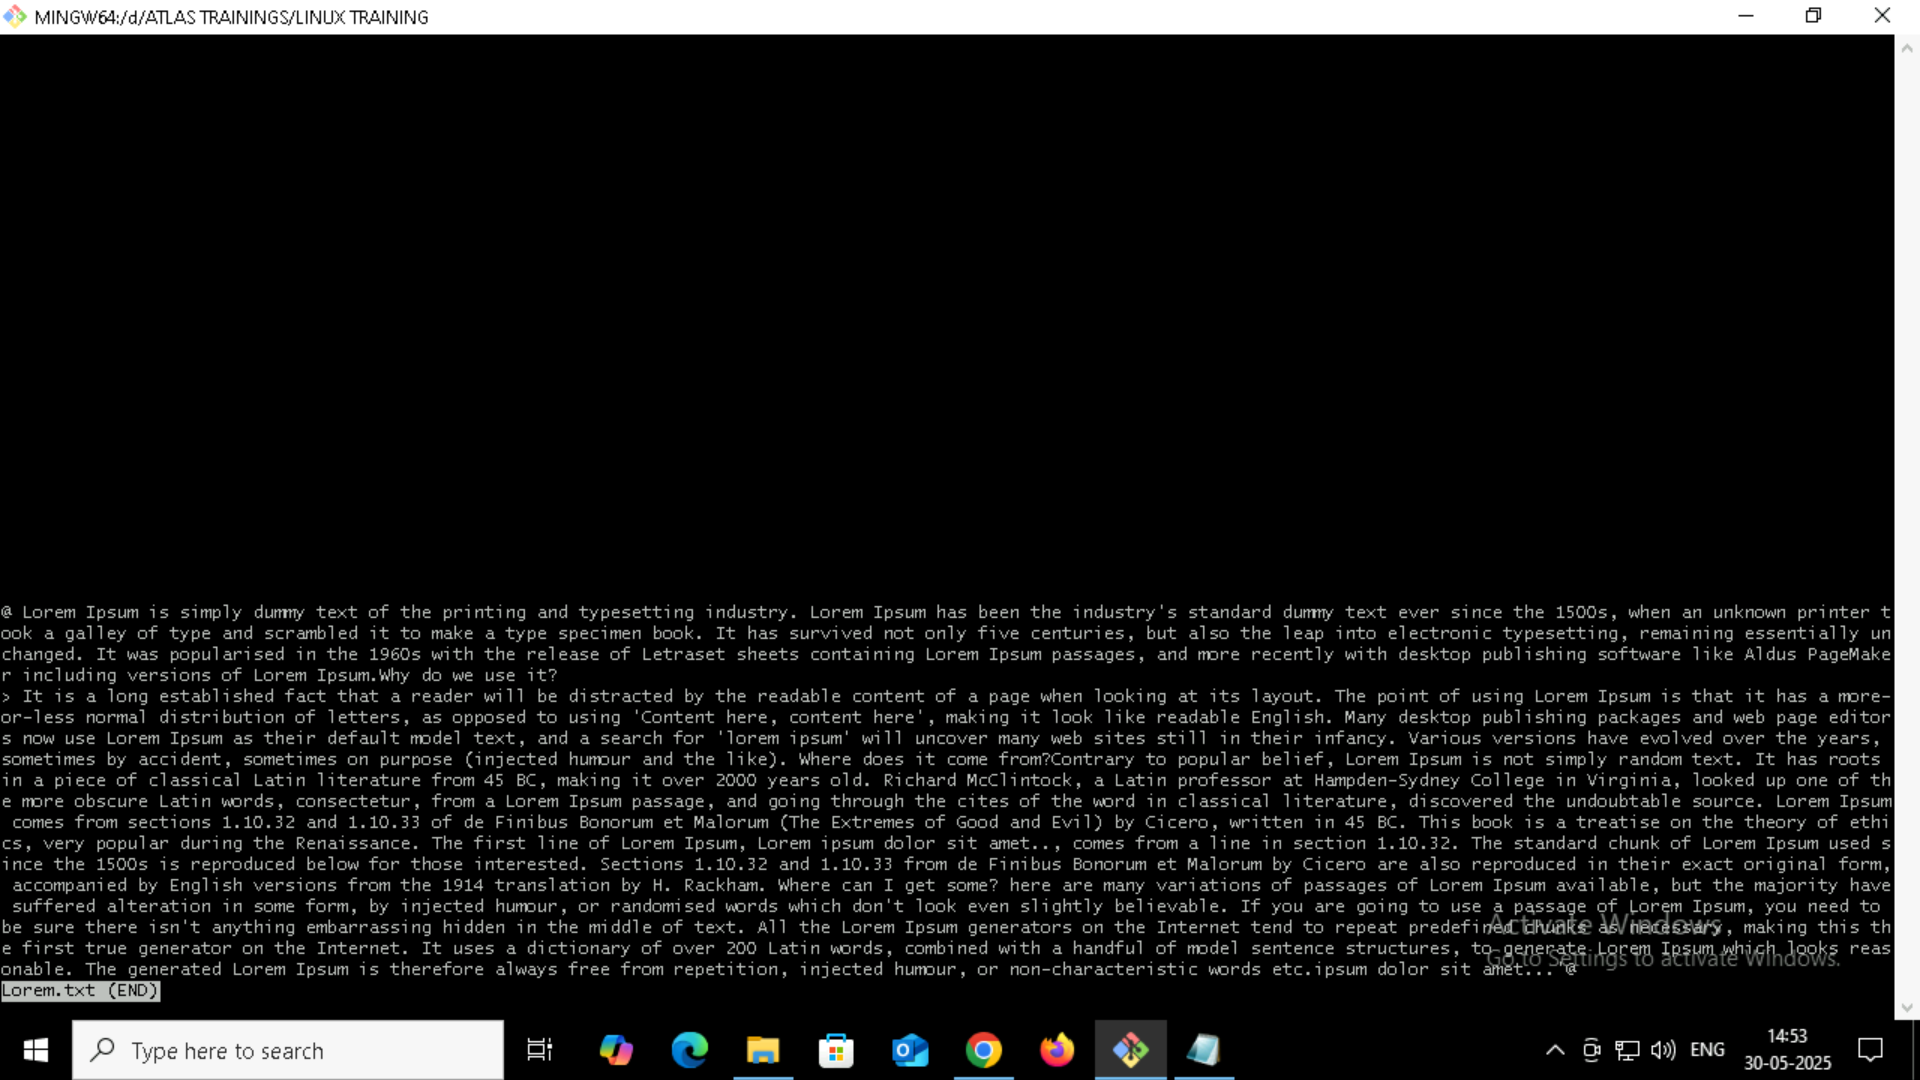 MINGW64:/d/ATLAS TRAININGS/LINUX TRAINING
@ Lorem Ipsum is simply dummy text of the printing and typesetting industry. Lorem Ipsum has been the industry's standard dummy text ever since the 1500s, when an unknown printer t
ook a galley of type and scrambled it to make a type specimen book. It has survived not only five centuries, but also the leap into electronic typesetting, remaining essentially un
changed. It was popularised in the 1960s with the release of Letraset sheets containing Lorem Ipsum passages, and more recently with desktop publishing software like Aldus PageMake
r including versions of Lorem Ipsum.Why do we use it?
> It is a long established fact that a reader will be distracted by the readable content of a page when looking at its layout. The point of using Lorem Ipsum is that it has a more-
or-less normal distribution of letters, as opposed to using 'Content here, content here', making it look like readable English. Many desktop publishing packages and web page editor
s now use Lorem Ipsum as their default model text, and a search for 'lorem ipsum' will uncover many web sites still in their infancy. Various versions have evolved over the years,
sometimes by accident, sometimes on purpose (injected humour and the like). Where does it come from?Contrary to popular belief, Lorem Ipsum is not simply random text. It has roots
in a piece of classical Latin literature from 45 BC, making it over 2000 years old. Richard McClintock, a Latin professor at Hampden-Sydney College in Virginia, looked up one of th
e more obscure Latin words, consectetur, from a Lorem Ipsum passage, and going through the cites of the word in classical literature, discovered the undoubtable source. Lorem Ipsum
comes from sections 1.10.32 and 1.10.33 of de Finibus Bonorum et Malorum (The Extremes of Good and Evil) by Cicero, written in 45 BC. This book is a treatise on the theory of ethi
cs, very popular during the Renaissance. The first line of Lorem Ipsum, Lorem ipsum dolor sit amet.., comes from a line in section 1.10.32. The standard chunk of Lorem Ipsum used s
ince the 1500s is reproduced below for those interested. Sections 1.10.32 and 1.10.33 from de Finibus Bonorum et Malorum by Cicero are also reproduced in their exact original form,
accompanied by English versions from the 1914 translation by H. Rackham. Where can I get some? here are many variations of passages of Lorem Ipsum available, but the majority have
suffered alteration in some form, by injected humour, or randomised words which don't look even slightly believable. If you are going to use a passage of Lorem Ipsum, you need to
be sure there isn't anything embarrassing hidden in the middle of text. All the Lorem Ipsum generators on the Internet tend to repeat predefined chunks as necessary, making this th
e first true generator on the Internet. It uses a dictionary of over 200 Latin words, combined with a handful of model sentence structures, to generate Lorem Ipsum which looks reas
onable. The generated Lorem Ipsum is therefore always free from repetition, injected humour, or non-characteristic words etc.ipsum dolor sit amet..."@
Lorem.txt (END)
Activate Windows
Go to Settings to activate Windows.
Type here to search
ENG
14:53
30-05-2025